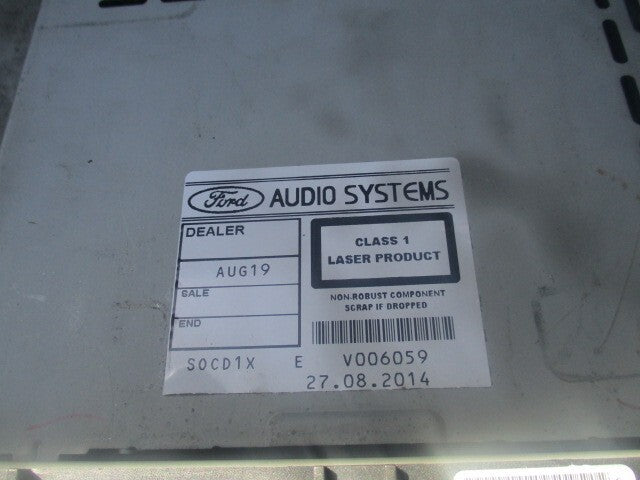 Ford AUDIO SYSTEMS
DEALER
AUG19
SALE
END
CLASS 1
LASER PRODUCT
NON-ROBUST COMPONENT
SCRAP IF DROPPED
SOCD1X E V006059
27.08.2014